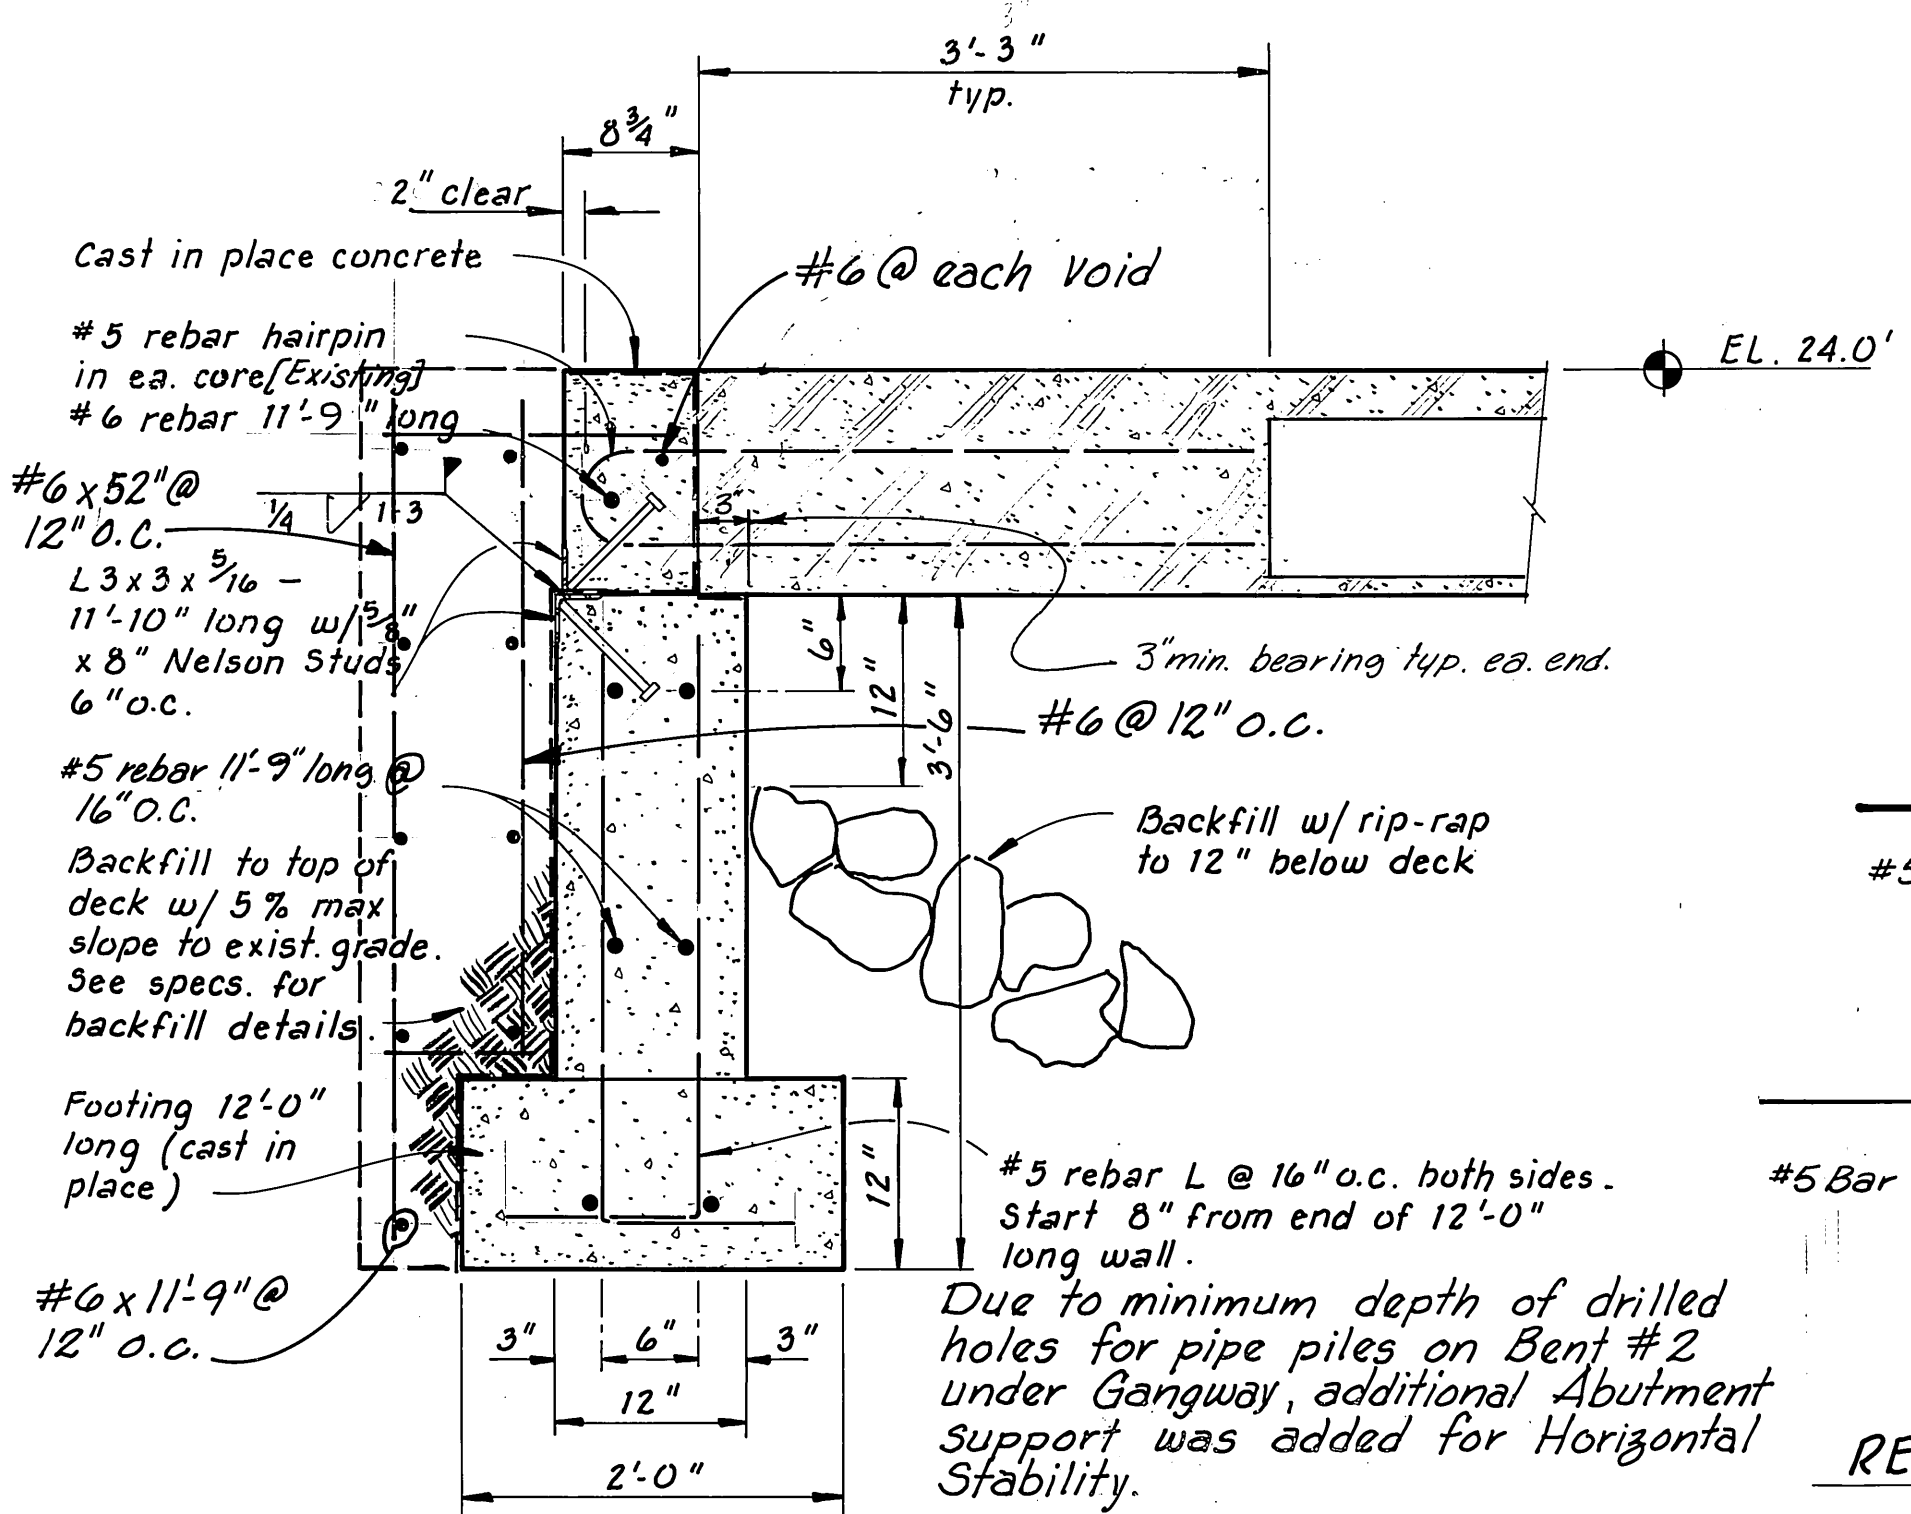 3'-3"
typ.
8 3/4"
2" clear
Cast in place concrete
#6 @ each void
#5 rebar hairpin
in ea. core [Existing]
#6 rebar 11'-9" long
EL. 24.0'
#6 x 52" @
12" O.C.
1/4
1-3
3"
L 3 x 3 x 5/16 -
11'-10" long w/ 5/8"
x 8" Nelson Studs
6" o.c.
6"
12"
3'-6"
3" min. bearing typ. ea. end.
#6 @ 12" O.C.
#5 rebar 11'-9" long @
16" O.C.
Backfill w/ rip-rap
to 12" below deck
Backfill to top of
deck w/ 5% max
slope to exist. grade.
See specs. for
backfill details.
#5
Footing 12'-0"
long (cast in
place)
12"
#5 rebar L @ 16" o.c. both sides.
Start 8" from end of 12'-0"
long wall.
#5 Bar
#6 x 11'-9" @
12" O.C.
3"
6"
3"
12"
2'-0"
Due to minimum depth of drilled
holes for pipe piles on Bent #2
under Gangway, additional Abutment
support was added for Horizontal
Stability.
RE